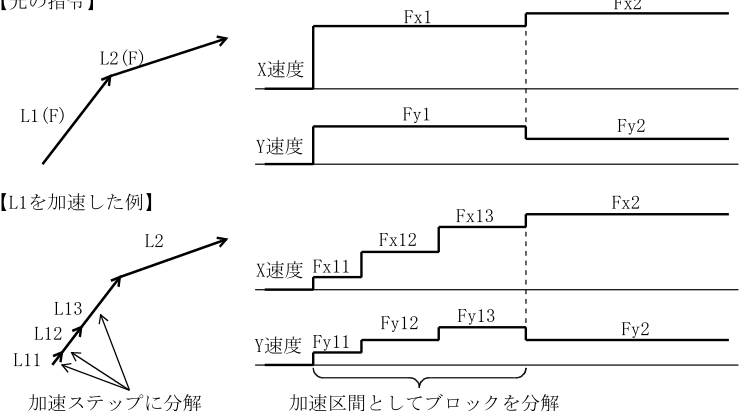 【元の指令】
Fx1
Fx2
L2(F)
X速度
L1(F)
Fy1
Fy2
Y速度
【L1を加速した例】
Fx2
Fx13
L2
Fx12
X速度
Fx11
L13
Fy13
Fy12
L12
Fy2
Y速度
Fy11
L11
加速ステップに分解
加速区間としてブロックを分解